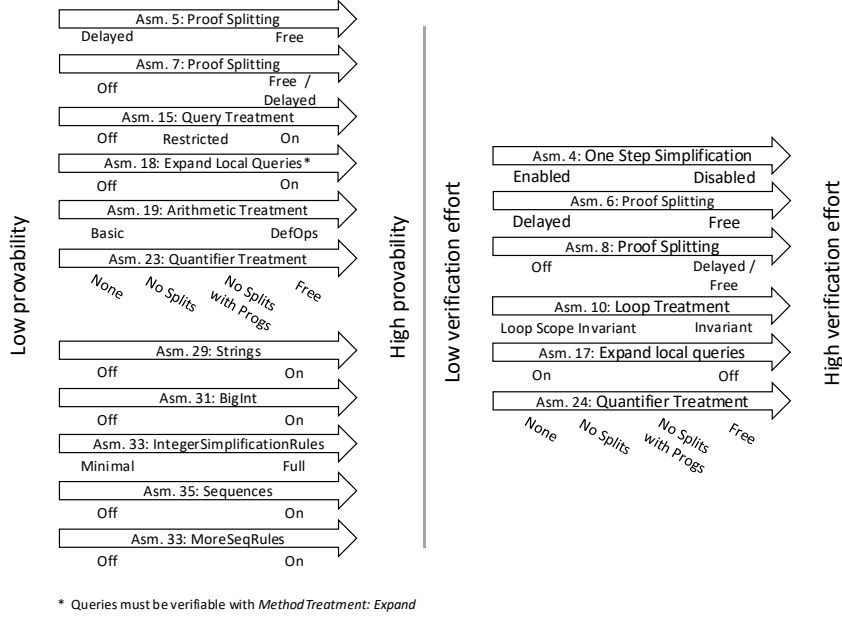 Asm. 5: Proof Splitting
Delayed Free
Asm. 7: Proof Splitting
Off Free /
Delayed
Asm. 15: Query Treatment
Off Restricted On
Asm. 18: Expand Local Queries*
Off On
Asm. 19: Arithmetic Treatment
Basic DefOps
Asm. 23: Quantifier Treatment
None No Splits No Splits with Progs Free
Asm. 29: Strings
Off On
Asm. 31: BigInt
Off On
Asm. 33: IntegerSimplificationRules
Minimal Full
Asm. 35: Sequences
Off On
Asm. 33: MoreSeqRules
Off On
Low provability
High provability
Low verification effort
Asm. 4: One Step Simplification
Enabled Disabled
Asm. 6: Proof Splitting
Delayed Free
Asm. 8: Proof Splitting
Off Delayed /
Free
Asm. 10: Loop Treatment
Loop Scope Invariant Invariant
Asm. 17: Expand local queries
On Off
Asm. 24: Quantifier Treatment
None No Splits No Splits with Progs Free
High verification effort
* Queries must be verifiable with MethodTreatment: Expand